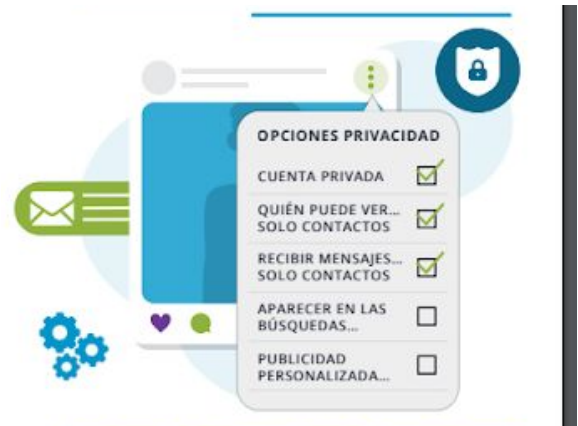 OPCIONES PRIVACIDAD
CUENTA PRIVADA
QUIÉN PUEDE VER...
SOLO CONTACTOS
RECIBIR MENSAJES...
SOLO CONTACTOS
APARECER EN LAS
BÚSQUEDAS...
PUBLICIDAD
PERSONALIZADA...